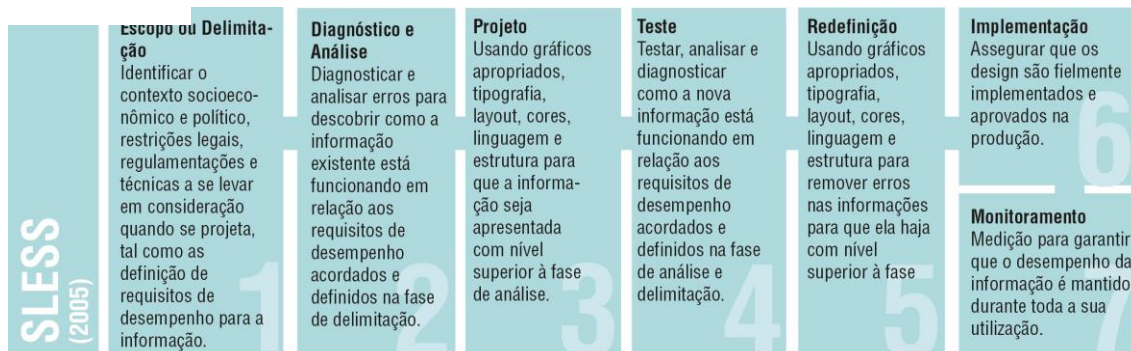 SLESS
(2005)
Escopo ou Delimita-
ção
Identificar o
contexto socioeco-
nômico e político,
restrições legais,
regulamentações e
técnicas a se levar
em consideração
quando se projeta,
tal como as
definição de
requisitos de
desempenho para a
informação.
1
Diagnóstico e
Análise
Diagnosticar e
analisar erros para
descobrir como a
informação
existente está
funcionando em
relação aos
requisitos de
desempenho
acordados e
definidos na fase
de delimitação.
2
Projeto
Usando gráficos
apropriados,
tipografia,
layout, cores,
linguagem e
estrutura para
que a informa-
ção seja
apresentada
com nível
superior à fase
de análise.
3
Teste
Testar, analisar e
diagnosticar
como a nova
informação está
funcionando em
relação aos
requisitos de
desempenho
acordados e
definidos na fase
de análise e
delimitação.
4
Redefinição
Usando gráficos
apropriados,
tipografia,
layout, cores,
linguagem e
estrutura para
remover erros
nas informações
para que ela haja
com nível
superior à fase
5
Implementação
Assegurar que os
design são fielmente
implementados e
aprovados na
produção.
6
Monitoramento
Medição para garantir
que o desempenho da
informação é mantido
durante toda a sua
utilização.
7